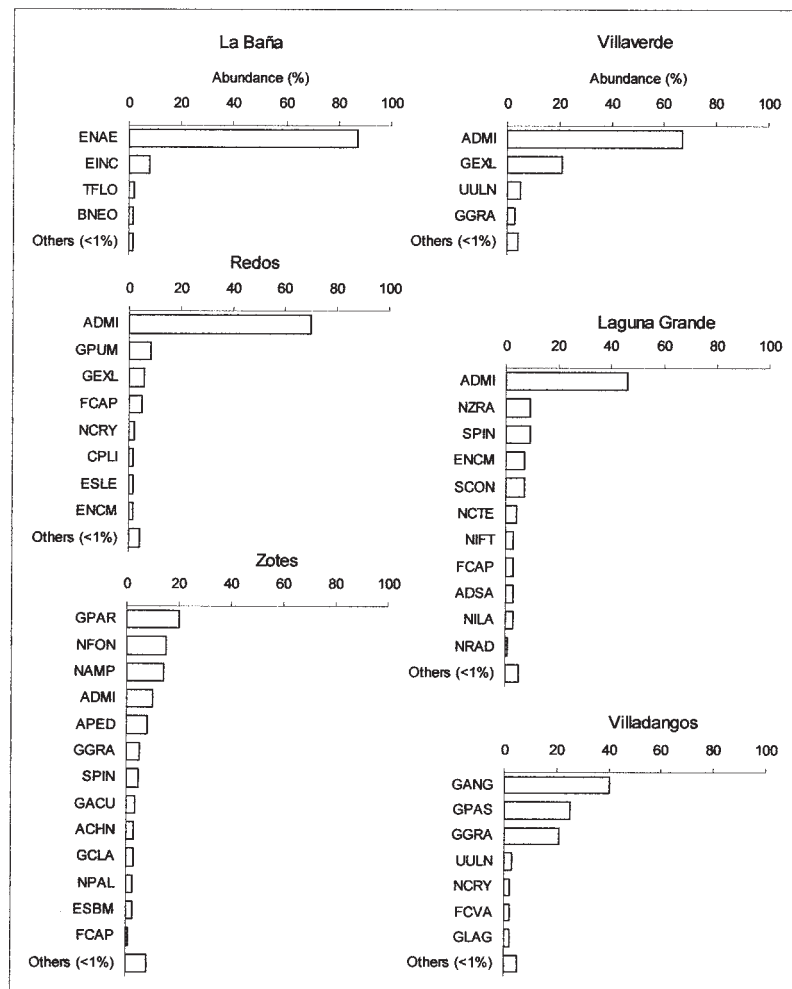 La Baña
Abundance (%)
0 20 40 60 80 100
ENAE
EINC
TFLO
BNEO
Others (<1%)
Villaverde
Abundance (%)
0 20 40 60 80 100
ADMI
GEXL
UULN
GGRA
Others (<1%)
Redos
0 20 40 60 80 100
ADMI
GPUM
GEXL
FCAP
NCRY
CPLI
ESLE
ENCM
Others (<1%)
Laguna Grande
0 20 40 60 80 100
ADMI
NZRA
SPIN
ENCM
SCON
NCTE
NIFT
FCAP
ADSA
NILA
NRAD
Others (<1%)
Zotes
0 20 40 60 80 100
GPAR
NFON
NAMP
ADMI
APED
GGRA
SPIN
GACU
ACHN
GCLA
NPAL
ESBM
FCAP
Others (<1%)
Villadangos
0 20 40 60 80 100
GANG
GPAS
GGRA
UULN
NCRY
FCVA
GLAG
Others (<1%)